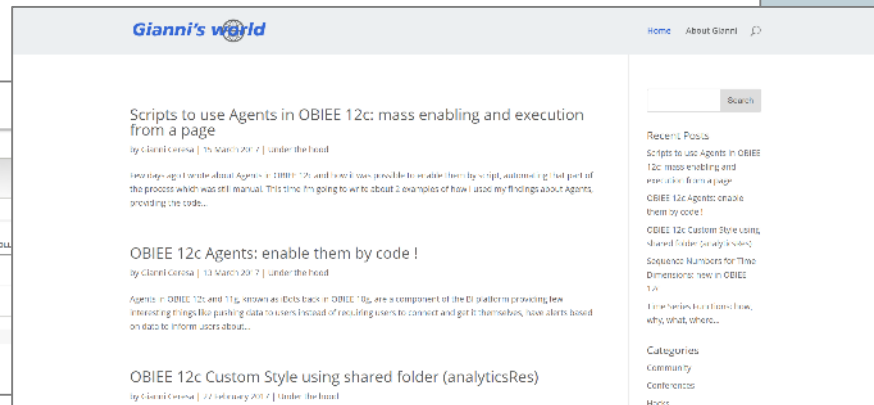 Gianni's world
Home About Gianni
Scripts to use Agents in OBIEE 12c: mass enabling and execution
from a page
by Gianni Ceresa | 15 March 2017 | Under the hood
Few days ago I wrote about Agents in OBIEE 12c and how it was possible to enable them by script, automating that part of
the process which was still manual. This time I'm going to write about 2 examples of how I used my findings about Agents,
providing the code...
OBIEE 12c Agents: enable them by code !
by Gianni Ceresa | 13 March 2017 | Under the hood
Agents in OBIEE 12c and 11g, known as iBots back in OBIEE 10g, are a component of the BI platform providing few
interesting things like pushing data to users instead of requiring users to connect and get it themselves, have alerts based
on data to inform users about...
OBIEE 12c Custom Style using shared folder (analyticsRes)
by Gianni Ceresa | 27 February 2017 | Under the hood
Search
Recent Posts
Scripts to use Agents in OBIEE
12c: mass enabling and
execution from a page
OBIEE 12c Agents: enable
them by code !
OBIEE 12c Custom Style using
shared folder (analyticsRes)
Sequence Numbers for Time
Dimensions: new in OBIEE
12c
Time Series Functions: how,
why, what, where...
Categories
Community
Conferences
Hacks